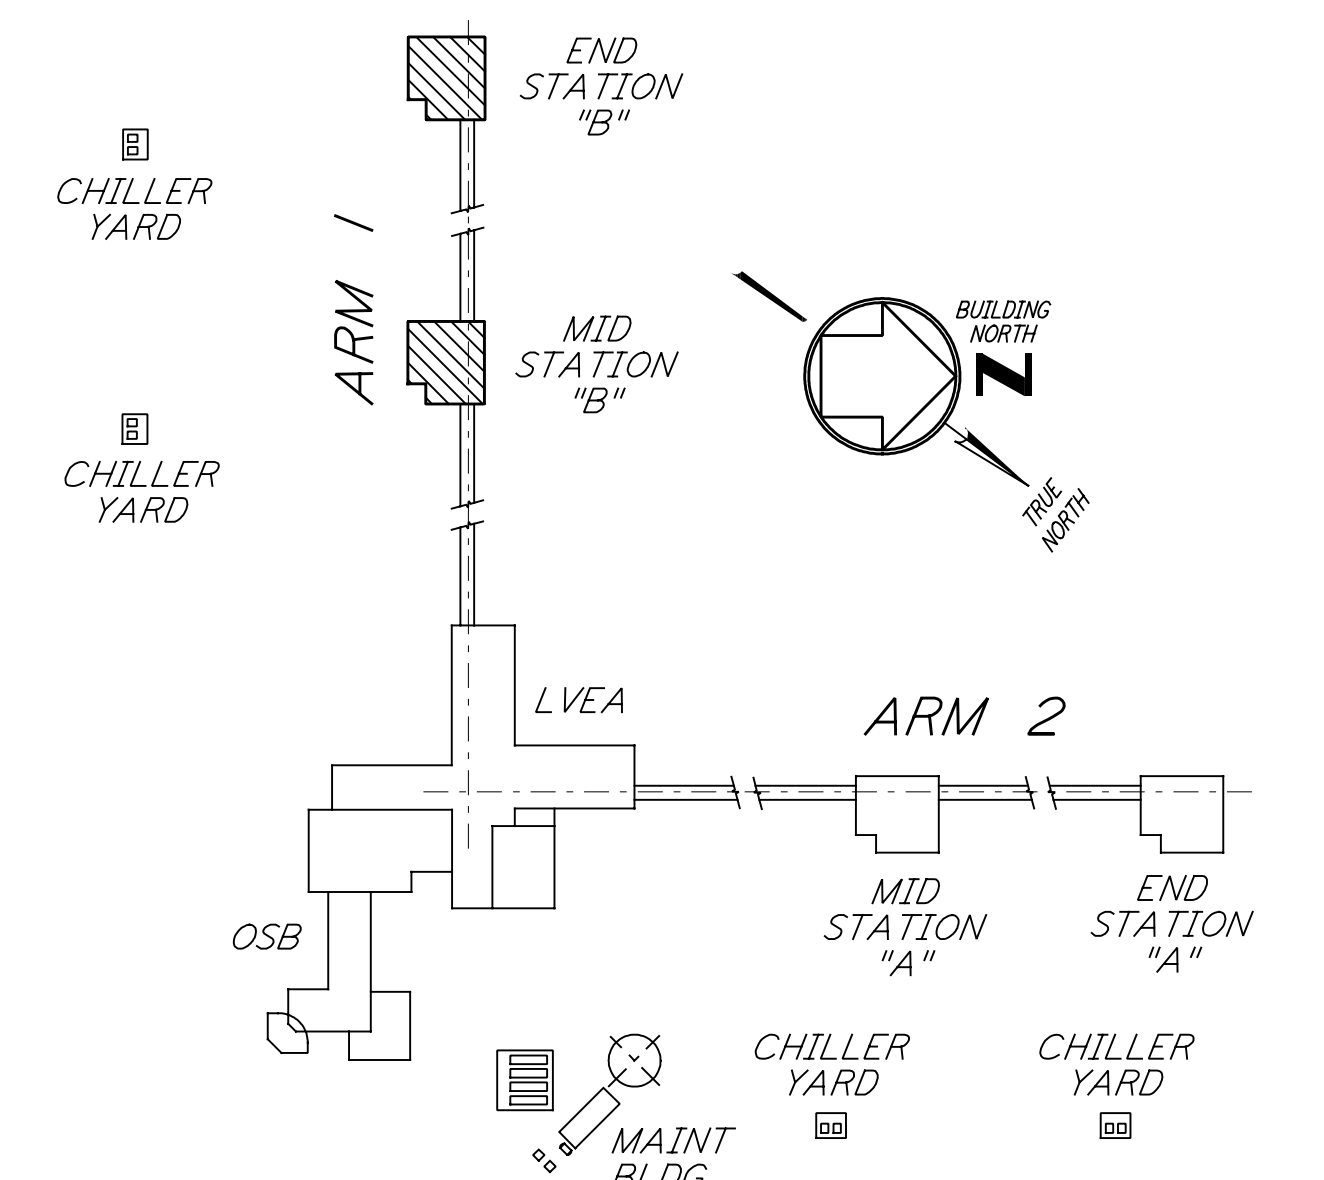 END
STATION
"B"
CHILLER
YARD
ARM 1
BUILDING
NORTH
N
MID
STATION
"B"
CHILLER
YARD
TRUE
NORTH
LVEA
ARM 2
MID
STATION
"A"
END
STATION
"A"
OSB
CHILLER
YARD
CHILLER
YARD
MAINT
BLDG